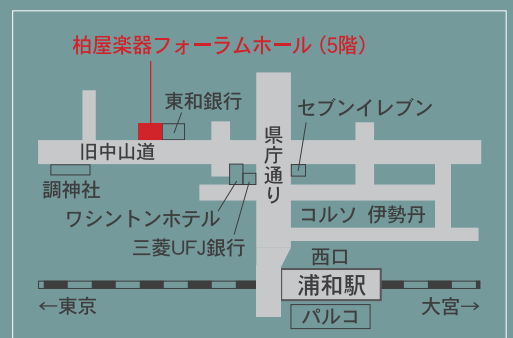 柏屋楽器フォーラムホール（5階）
東和銀行
セブンイレブン
県庁通り
旧中山道
調神社
ワシントンホテル
三菱UFJ銀行
コルソ 伊勢丹
西口
浦和駅
←東京
大宮→
パルコ